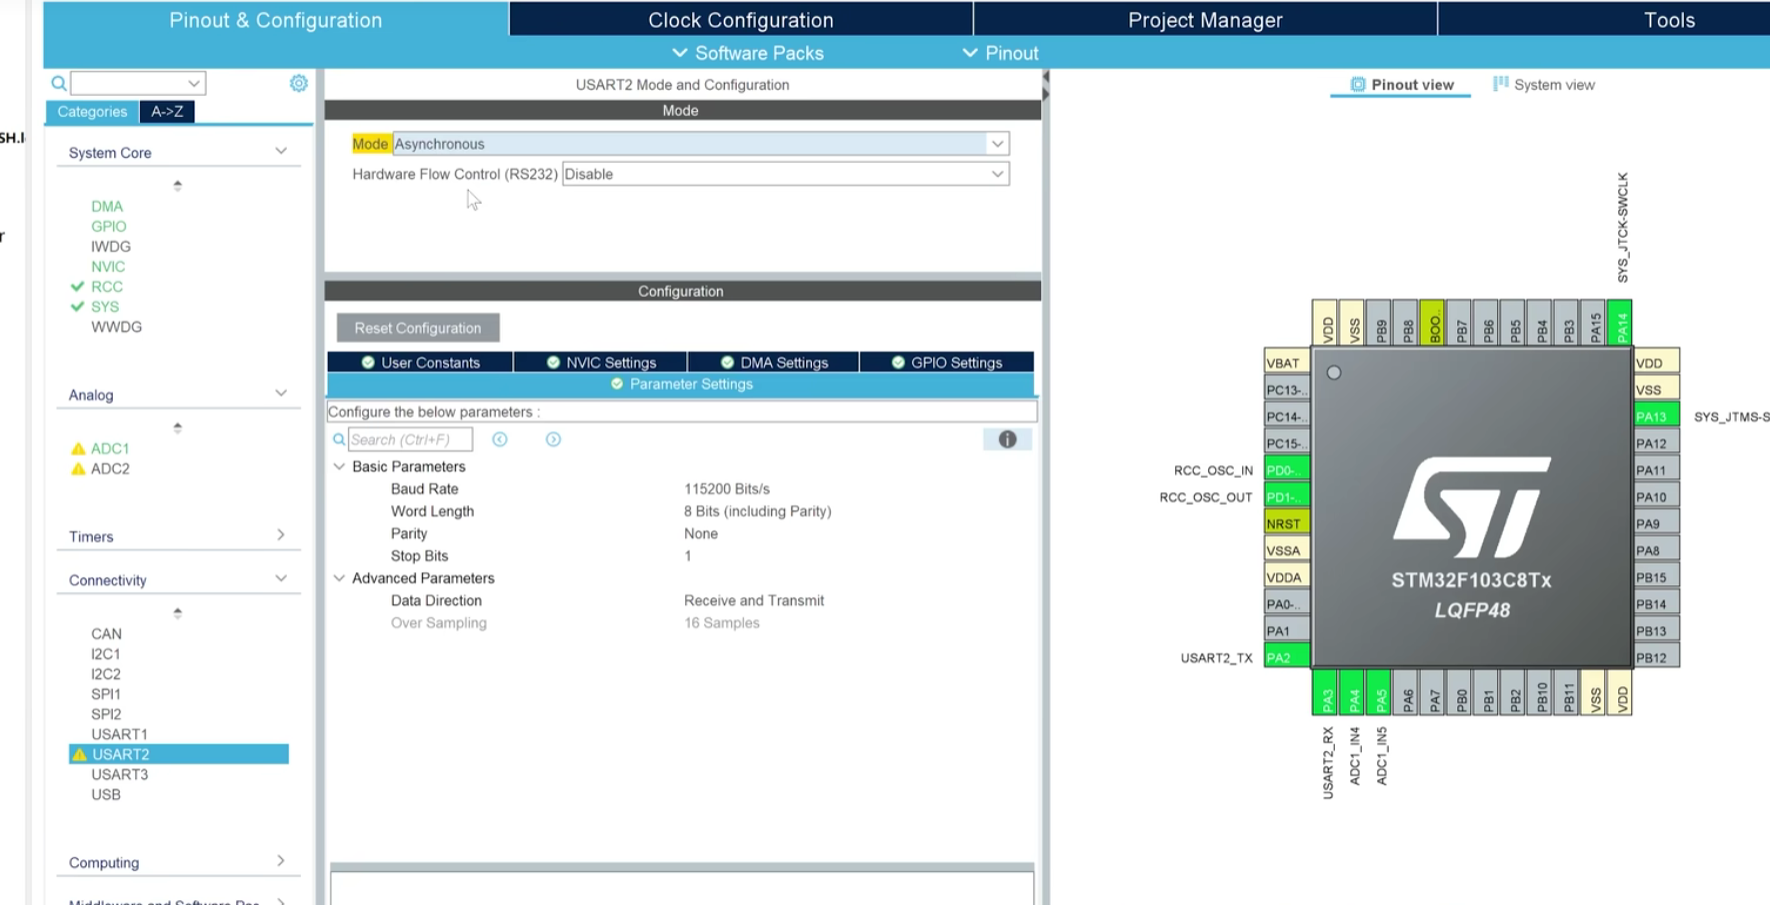 Pinout & Configuration
Clock Configuration
Project Manager
Tools
Software Packs
Pinout
SH.
r
Categories
A->Z
System Core
DMA
GPIO
IWDG
NVIC
RCC
SYS
WWDG
Analog
ADC1
ADC2
Timers
Connectivity
CAN
I2C1
I2C2
SPI1
SPI2
USART1
USART2
USART3
USB
Computing
Middleware and Software Pac
USART2 Mode and Configuration
Mode
Mode Asynchronous
Hardware Flow Control (RS232) Disable
Configuration
Reset Configuration
User Constants
NVIC Settings
DMA Settings
GPIO Settings
Parameter Settings
Configure the below parameters :
Search (Ctrl+F)
Basic Parameters
Baud Rate 115200 Bits/s
Word Length 8 Bits (including Parity)
Parity None
Stop Bits 1
Advanced Parameters
Data Direction Receive and Transmit
Over Sampling 16 Samples
Pinout view
System view
SYS_JTCK-SWCLK
VDD
VSS
PB9
PB8
BOO..
PB7
PB6
PB5
PB4
PB3
PA15
PA14
VBAT
PC13-..
PC14-..
PC15-..
RCC_OSC_IN PD0-..
RCC_OSC_OUT PD1-..
NRST
VSSA
VDDA
PA0-..
PA1
USART2_TX PA2
STM32F103C8Tx
LQFP48
VDD
VSS
PA13 SYS_JTMS-S
PA12
PA11
PA10
PA9
PA8
PB15
PB14
PB13
PB12
PA3
PA4
PA5
PA6
PA7
PB0
PB1
PB2
PB10
PB11
VSS
VDD
USART2_RX
ADC1_IN4
ADC1_IN5